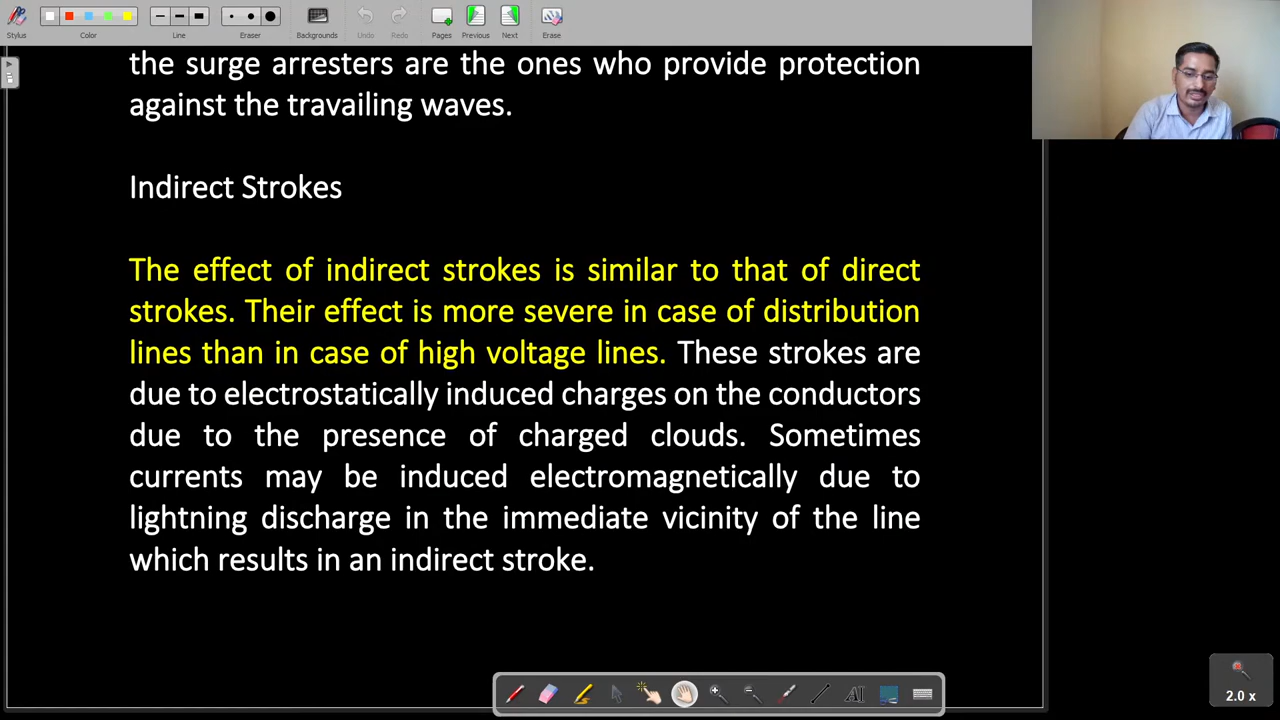 Stylus
Color
Line
Eraser
Backgrounds
Undo
Redo
Pages
Previous
Next
Erase
the surge arresters are the ones who provide protection
against the travailing waves.
Indirect Strokes
The effect of indirect strokes is similar to that of direct
strokes. Their effect is more severe in case of distribution
lines than in case of high voltage lines. These strokes are
due to electrostatically induced charges on the conductors
due to the presence of charged clouds. Sometimes
currents may be induced electromagnetically due to
lightning discharge in the immediate vicinity of the line
which results in an indirect stroke.
AI
2.0 x